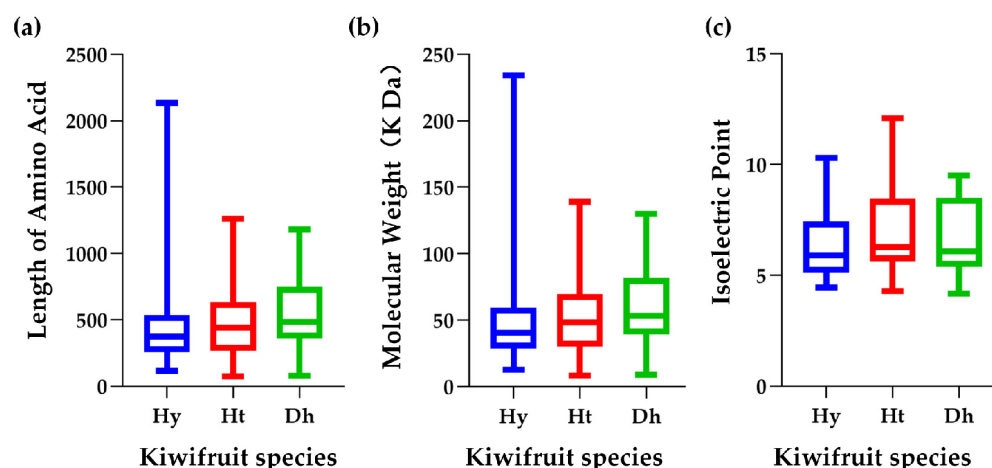 (a)
Length of Amino Acid
2500
2000
1500
1000
500
0
Hy Ht Dh
Kiwifruit species
(b)
Molecular Weight（K Da）
250
200
150
100
50
0
Hy Ht Dh
Kiwifruit species
(c)
Isoelectric Point
15
10
5
0
Hy Ht Dh
Kiwifruit species